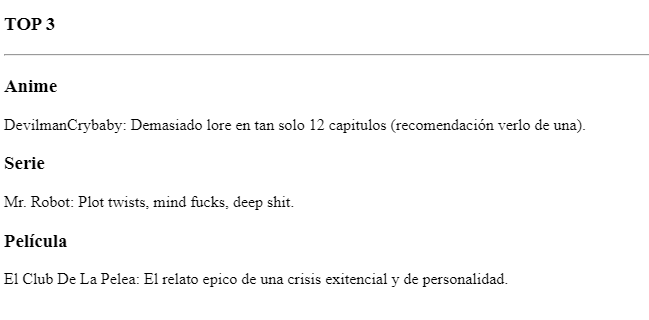 TOP 3
Anime
DevilmanCrybaby: Demasiado lore en tan solo 12 capitulos (recomendación verlo de una).
Serie
Mr. Robot: Plot twists, mind fucks, deep shit.
Película
El Club De La Pelea: El relato epico de una crisis exitencial y de personalidad.